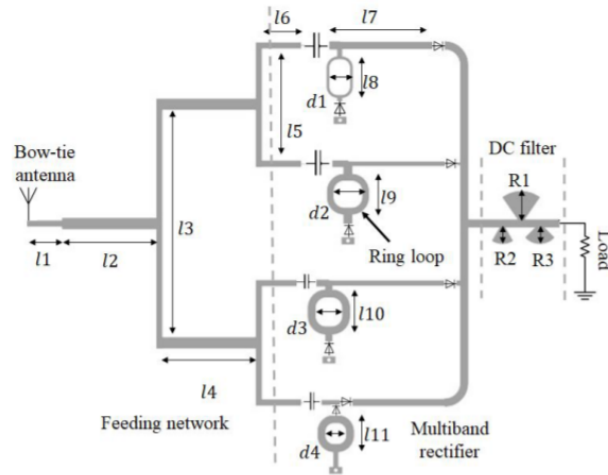 l6
l7
l8
d1
l5
Bow-tie
antenna
DC filter
R1
l3
d2
l9
l1
l2
R2
R3
Load
Ring loop
d3
l10
l4
Feeding network
Multiband
rectifier
d4
l11